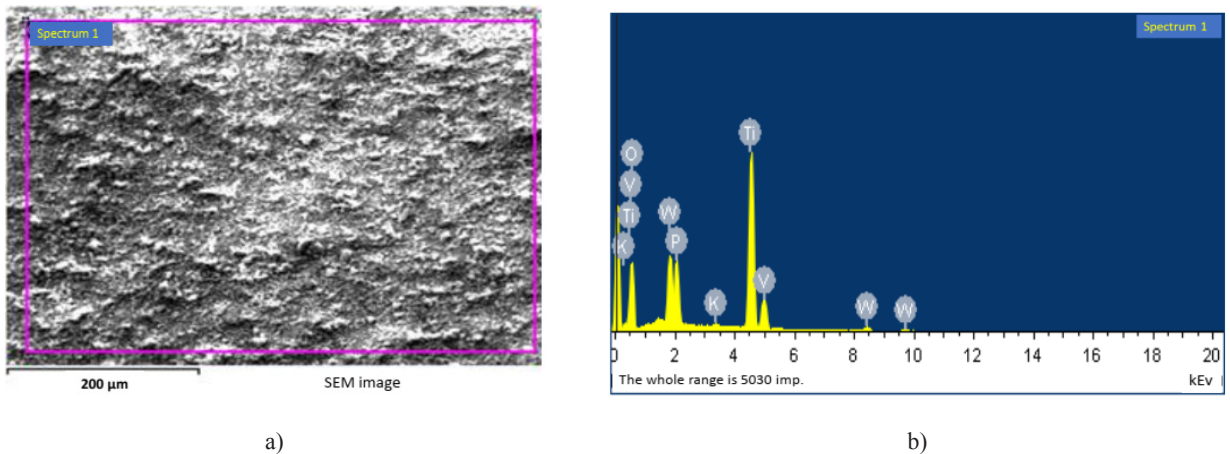 Spectrum 1
200 µm
SEM image
a)
Spectrum 1
O
V
Ti
K
W
P
K
Ti
V
W
W
0 2 4 6 8 10 12 14 16 18 20
The whole range is 5030 imp. kEv
b)